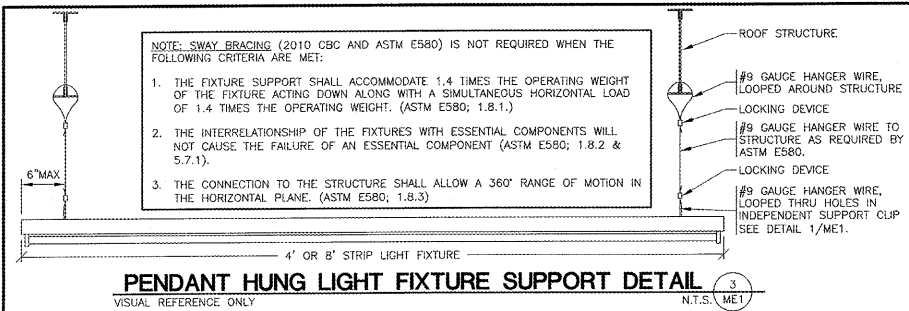 NOTE: SWAY BRACING (2010 CBC AND ASTM E580) IS NOT REQUIRED WHEN THE
FOLLOWING CRITERIA ARE MET:
1. THE FIXTURE SUPPORT SHALL ACCOMMODATE 1.4 TIMES THE OPERATING WEIGHT
OF THE FIXTURE ACTING DOWN ALONG WITH A SIMULTANEOUS HORIZONTAL LOAD
OF 1.4 TIMES THE OPERATING WEIGHT. (ASTM E580; 1.8.1.)
2. THE INTERRELATIONSHIP OF THE FIXTURES WITH ESSENTIAL COMPONENTS WILL
NOT CAUSE THE FAILURE OF AN ESSENTIAL COMPONENT (ASTM E580; 1.8.2 &
5.7.1).
3. THE CONNECTION TO THE STRUCTURE SHALL ALLOW A 360° RANGE OF MOTION IN
THE HORIZONTAL PLANE. (ASTM E580; 1.8.3)
ROOF STRUCTURE
#9 GAUGE HANGER WIRE,
LOOPED AROUND STRUCTURE
LOCKING DEVICE
#9 GAUGE HANGER WIRE TO
STRUCTURE AS REQUIRED BY
ASTM E580.
LOCKING DEVICE
#9 GAUGE HANGER WIRE,
LOOPED THRU HOLES IN
INDEPENDENT SUPPORT CLIP
SEE DETAIL 1/ME1.
6"MAX
4' OR 8' STRIP LIGHT FIXTURE
PENDANT HUNG LIGHT FIXTURE SUPPORT DETAIL
VISUAL REFERENCE ONLY
N.T.S.
3
ME1